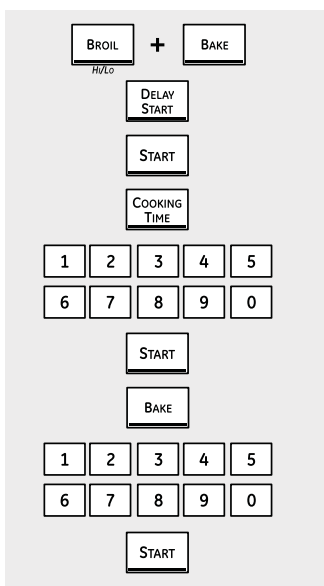 BROIL + BAKE
Hi/Lo
DELAY
START
START
COOKING
TIME
1 2 3 4 5
6 7 8 9 0
START
BAKE
1 2 3 4 5
6 7 8 9 0
START